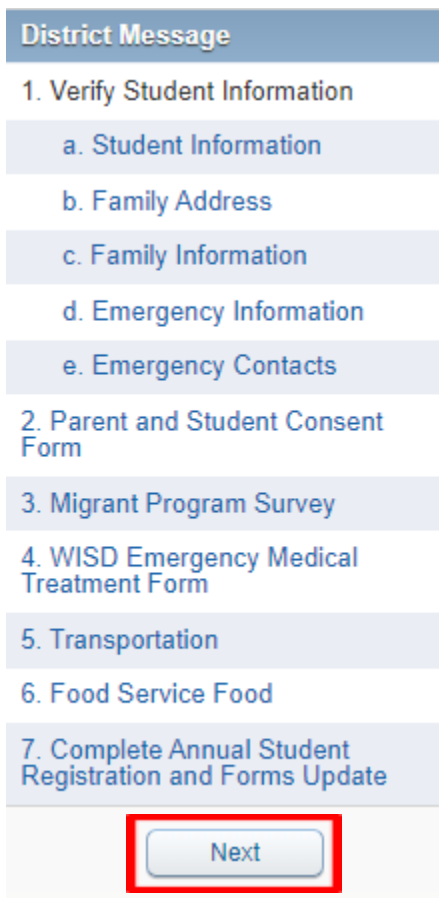 District Message
1. Verify Student Information
a. Student Information
b. Family Address
c. Family Information
d. Emergency Information
e. Emergency Contacts
2. Parent and Student Consent
Form
3. Migrant Program Survey
4. WISD Emergency Medical
Treatment Form
5. Transportation
6. Food Service Food
7. Complete Annual Student
Registration and Forms Update
Next